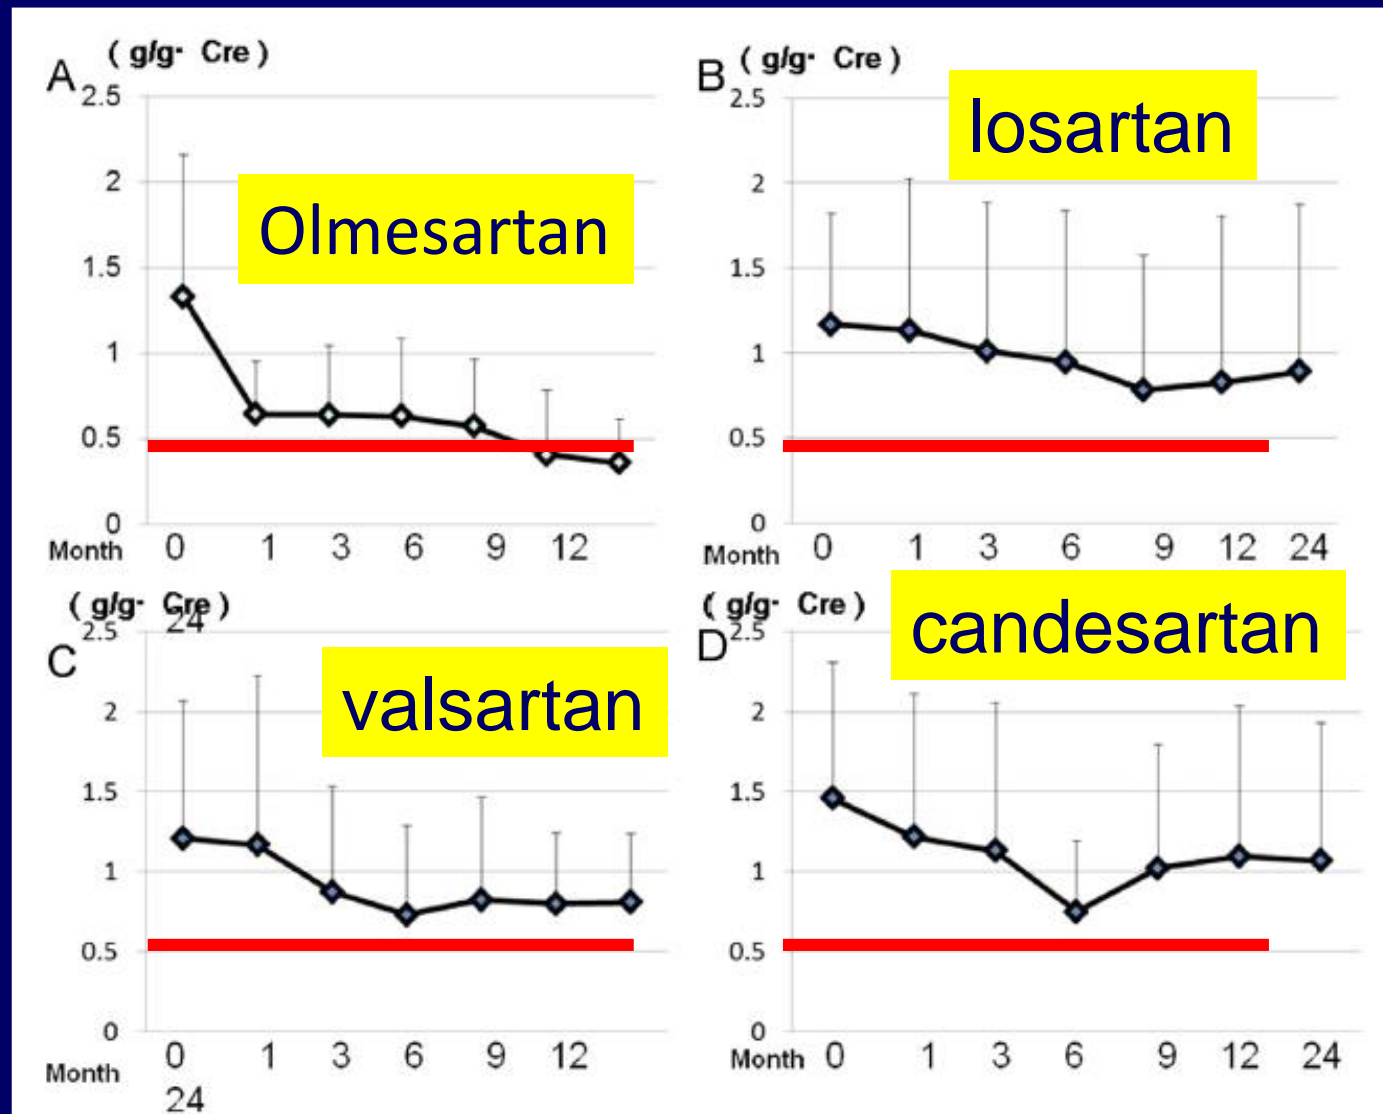 ( g/g· Cre )
A
2.5
2
1.5
1
0.5
0
Olmesartan
Month 0 1 3 6 9 12
24
( g/g· Cre )
B
2.5
2
1.5
1
0.5
0
losartan
Month 0 1 3 6 9 12 24
( g/g· Cre )
C
2.5
2
1.5
1
0.5
0
valsartan
Month 0 1 3 6 9 12
24
( g/g· Cre )
D
2.5
2
1.5
1
0.5
0
candesartan
Month 0 1 3 6 9 12 24